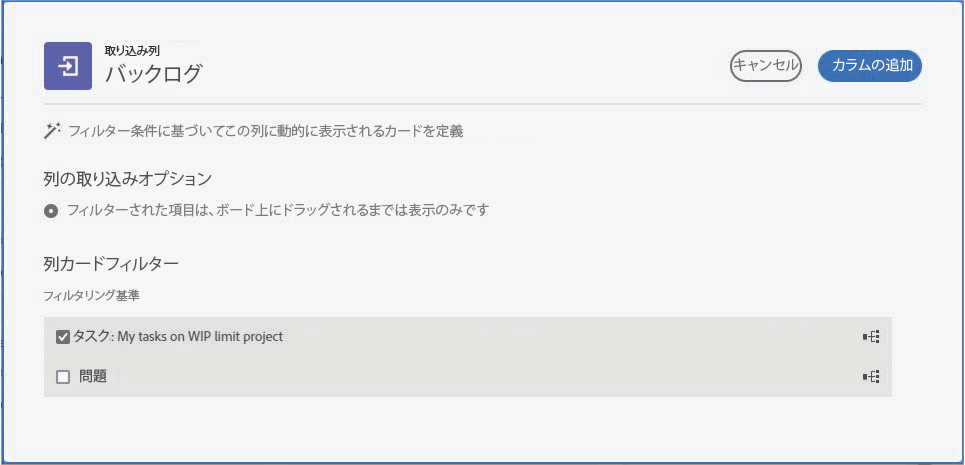 取り込み列
バックログ
キャンセル
カラムの追加
フィルター条件に基づいてこの列に動的に表示されるカードを定義
列の取り込みオプション
フィルターされた項目は、ボード上にドラッグされるまでは表示のみです
列カードフィルター
フィルタリング基準
タスク: My tasks on WIP limit project
問題